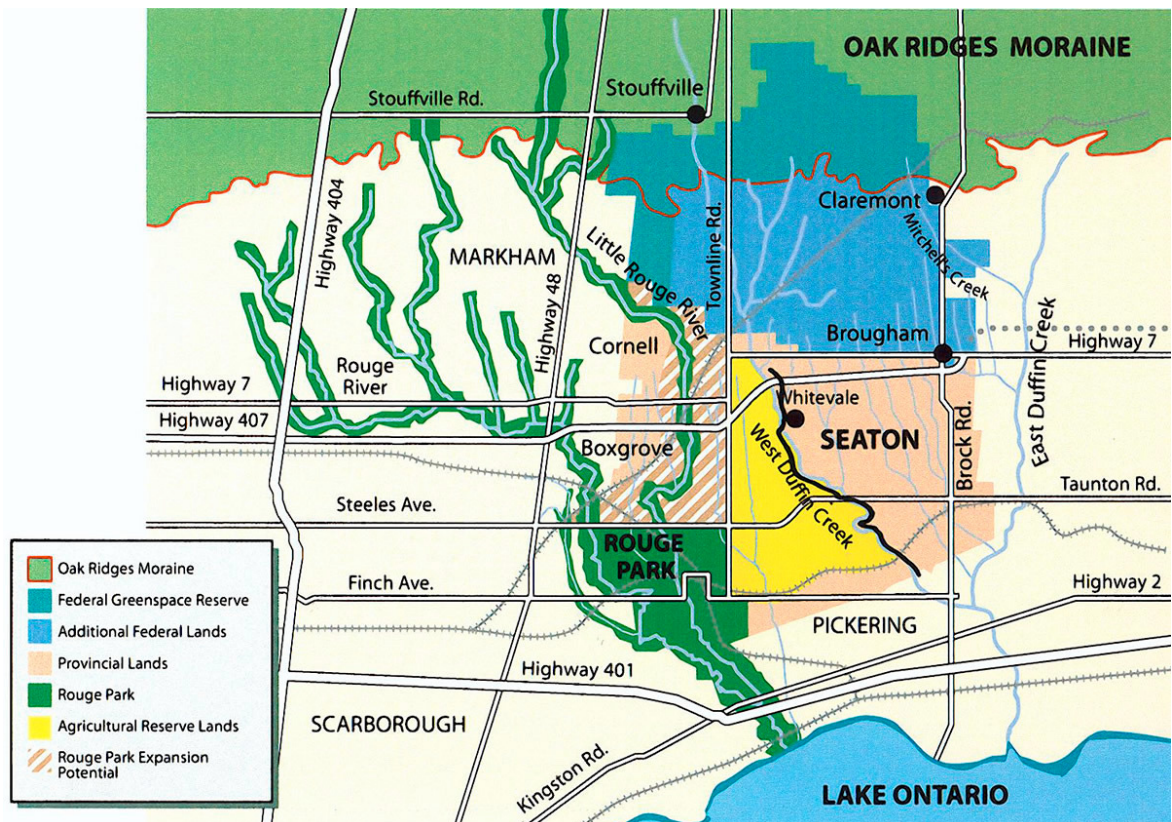 OAK RIDGES MORAINE
Stouffville
Stouffville Rd.
Highway 404
Claremont
Mitchell's Creek
Little Rouge River
Townline Rd.
MARKHAM
Highway 48
East Duffin Creek
Cornell
Brougham
Highway 7
Rouge
River
Highway 7
Whitevale
Highway 407
SEATON
Boxgrove
West Duffin Creek
Brock Rd.
Taunton Rd.
Steeles Ave.
ROUGE
PARK
Finch Ave.
Highway 2
PICKERING
Highway 401
SCARBOROUGH
Kingston Rd.
LAKE ONTARIO
Oak Ridges Moraine
Federal Greenspace Reserve
Additional Federal Lands
Provincial Lands
Rouge Park
Agricultural Reserve Lands
Rouge Park Expansion
Potential